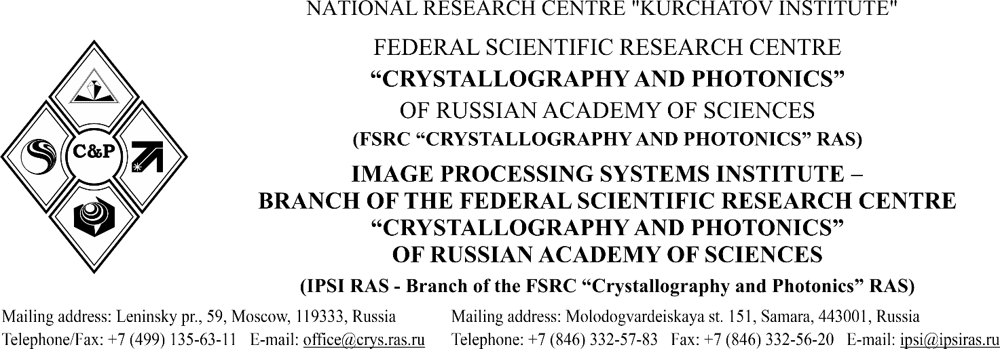 NATIONAL RESEARCH CENTRE "KURCHATOV INSTITUTE"
FEDERAL SCIENTIFIC RESEARCH CENTRE
“CRYSTALLOGRAPHY AND PHOTONICS”
OF RUSSIAN ACADEMY OF SCIENCES
(FSRC “CRYSTALLOGRAPHY AND PHOTONICS” RAS)
C&P
IMAGE PROCESSING SYSTEMS INSTITUTE –
BRANCH OF THE FEDERAL SCIENTIFIC RESEARCH CENTRE
“CRYSTALLOGRAPHY AND PHOTONICS”
OF RUSSIAN ACADEMY OF SCIENCES
(IPSI RAS - Branch of the FSRC “Crystallography and Photonics” RAS)
Mailing address: Leninsky pr., 59, Moscow, 119333, Russia
Telephone/Fax: +7 (499) 135-63-11 E-mail: office@crys.ras.ru
Mailing address: Molodogvardeiskaya st. 151, Samara, 443001, Russia
Telephone: +7 (846) 332-57-83 Fax: +7 (846) 332-56-20 E-mail: ipsi@ipsiras.ru